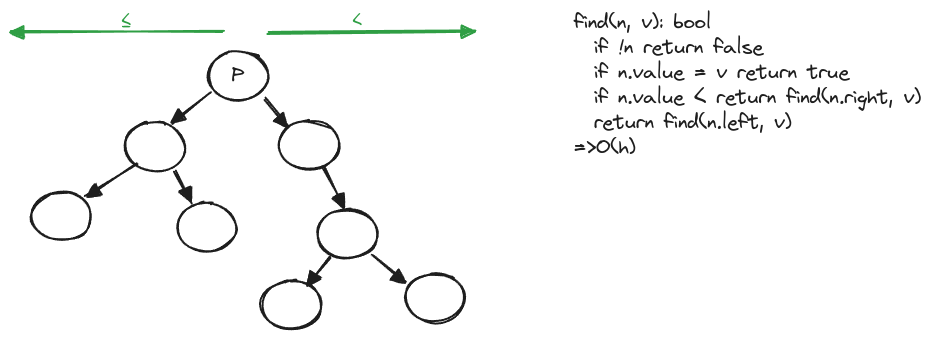 ≤
<
P
find(n, v): bool
if !n return false
if n.value = v return true
if n.value < return find(n.right, v)
return find(n.left, v)
=>O(h)